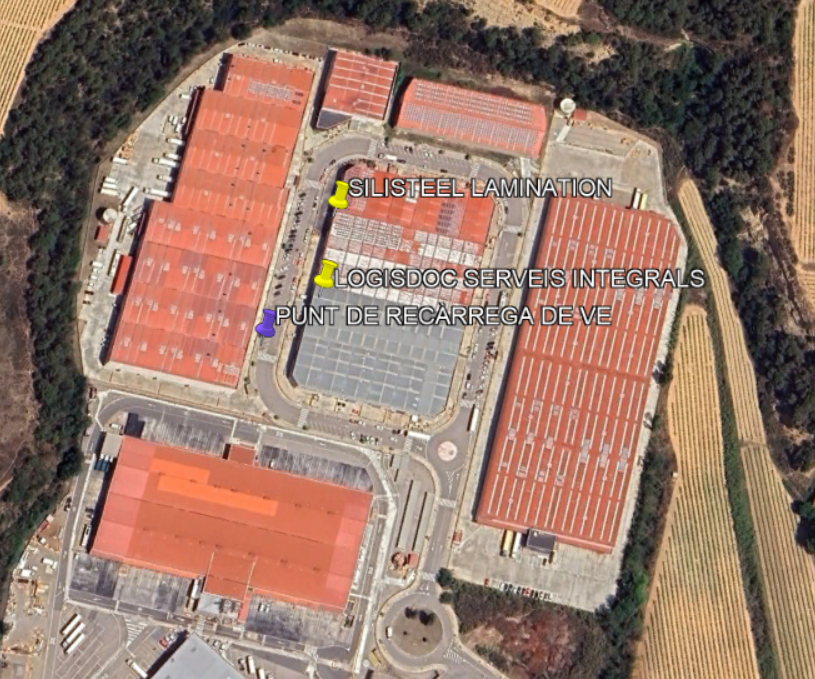 SILISTEEL LAMINATION
LOGISDOC SERVEIS INTEGRALS
PUNT DE RECÀRREGA DE VE